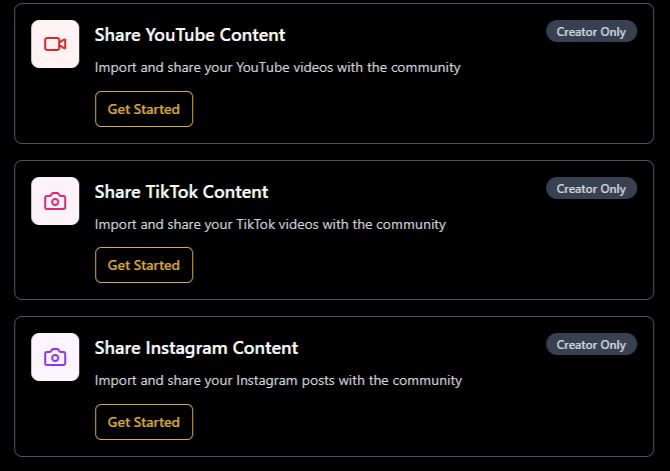 Share YouTube Content
Creator Only
Import and share your YouTube videos with the community
Get Started
Share TikTok Content
Creator Only
Import and share your TikTok videos with the community
Get Started
Share Instagram Content
Creator Only
Import and share your Instagram posts with the community
Get Started